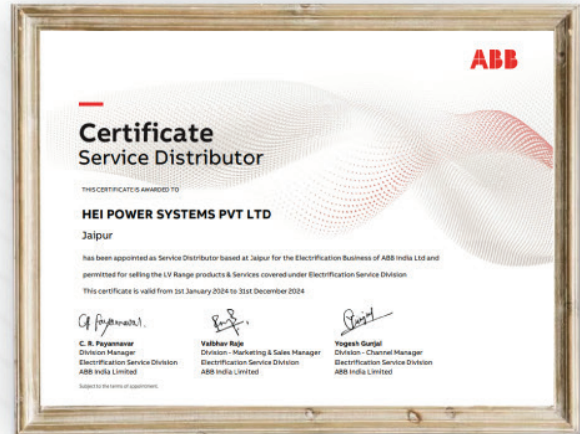 ABB
Certificate
Service Distributor
THIS CERTIFICATE IS AWARDED TO
HEI POWER SYSTEMS PVT LTD
Jaipur
has been appointed as Service Distributor based at Jaipur for the Electrification Business of ABB India Ltd and
permitted for selling the LV Range products & Services covered under Electrification Service Division
This certificate is valid from 1st January 2024 to 31st December 2024
C. R. Payannavar
Division Manager
Electrification Service Division
ABB India Limited
Vaibhav Raje
Division - Marketing & Sales Manager
Electrification Service Division
ABB India Limited
Yogesh Gunjal
Division - Channel Manager
Electrification Service Division
ABB India Limited
Subject to the terms of appointment.